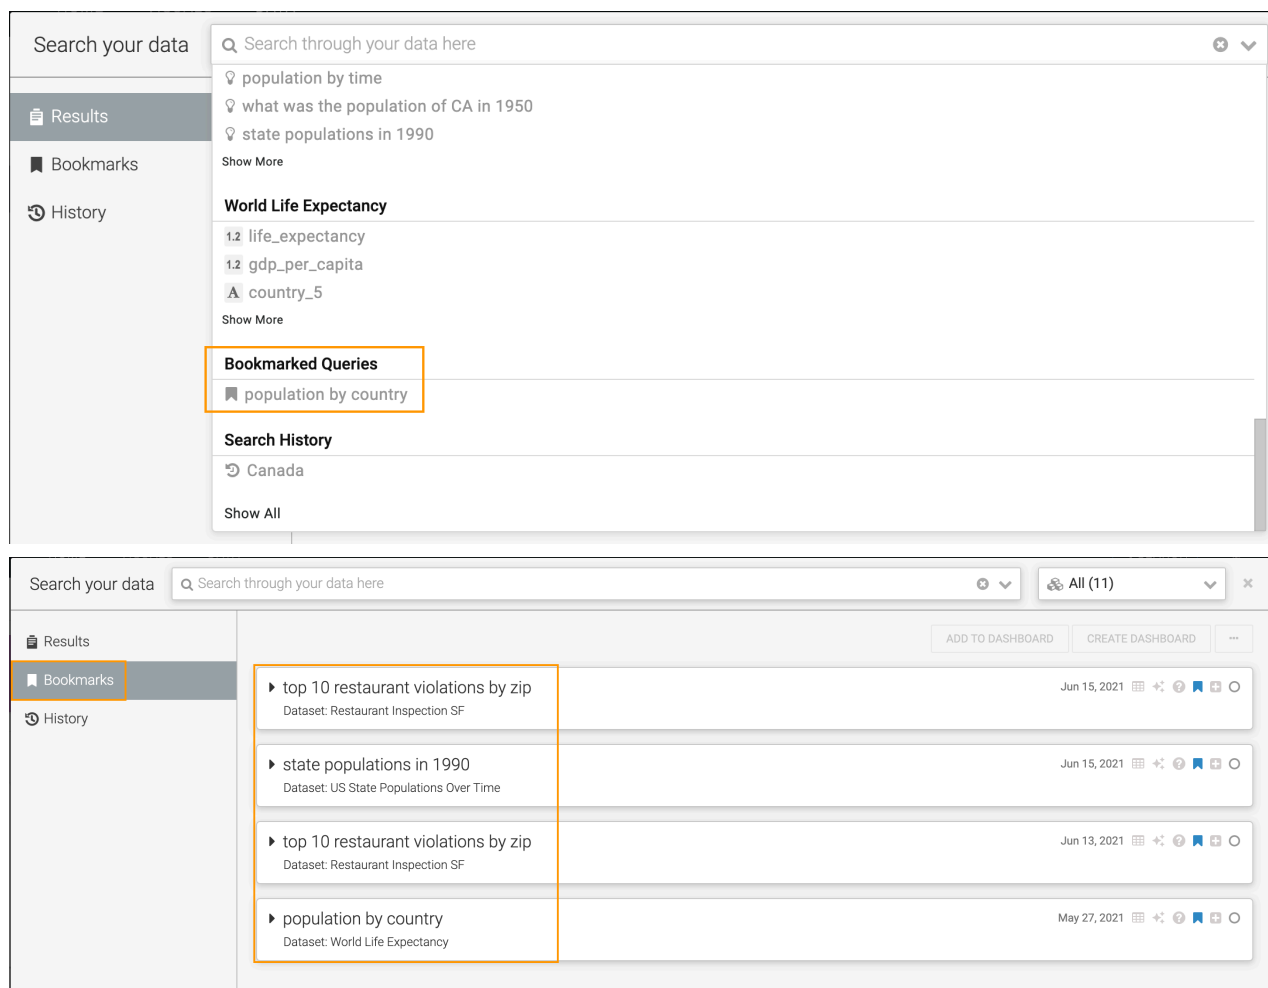 Search your data
Search through your data here
Results
Bookmarks
History
population by time
what was the population of CA in 1950
state populations in 1990
Show More
World Life Expectancy
1.2 life_expectancy
1.2 gdp_per_capita
A country_5
Show More
Bookmarked Queries
population by country
Search History
Canada
Show All
Search your data
Search through your data here
All (11)
Results
Bookmarks
History
ADD TO DASHBOARD
CREATE DASHBOARD
top 10 restaurant violations by zip
Jun 15, 2021
Dataset: Restaurant Inspection SF
state populations in 1990
Jun 15, 2021
Dataset: US State Populations Over Time
top 10 restaurant violations by zip
Jun 13, 2021
Dataset: Restaurant Inspection SF
population by country
May 27, 2021
Dataset: World Life Expectancy